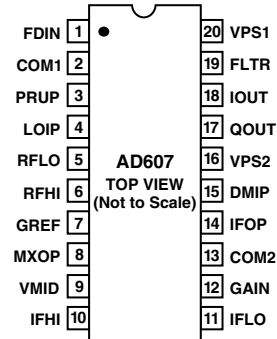 FDIN 1 20 VPS1
COM1 2 19 FLTR
PRUP 3 18 IOUT
LOIP 4 17 QOUT
RFLO 5 AD607 16 VPS2
RFHI 6 TOP VIEW 15 DMIP
GREF 7 (Not to Scale) 14 IFOP
MXOP 8 13 COM2
VMID 9 12 GAIN
IFHI 10 11 IFLO